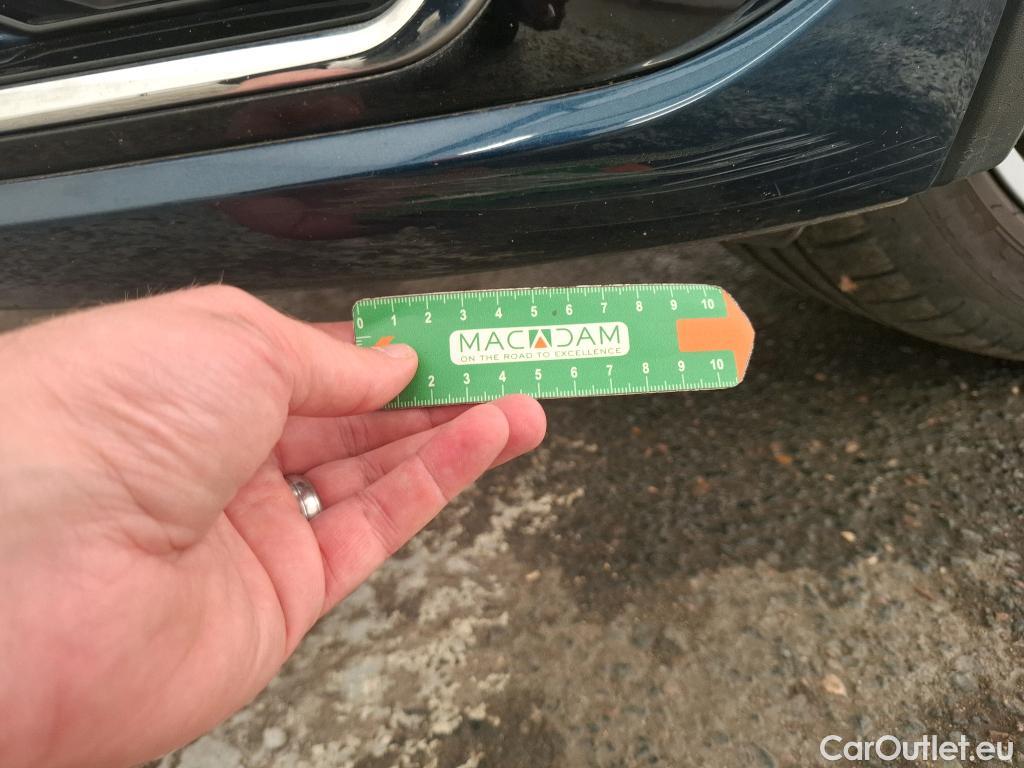 0 1 2 3 4 5 6 7 8 9 10
MACADAM
ON THE ROAD TO EXCELLENCE
2 3 4 5 6 7 8 9 10
CarOutlet.eu